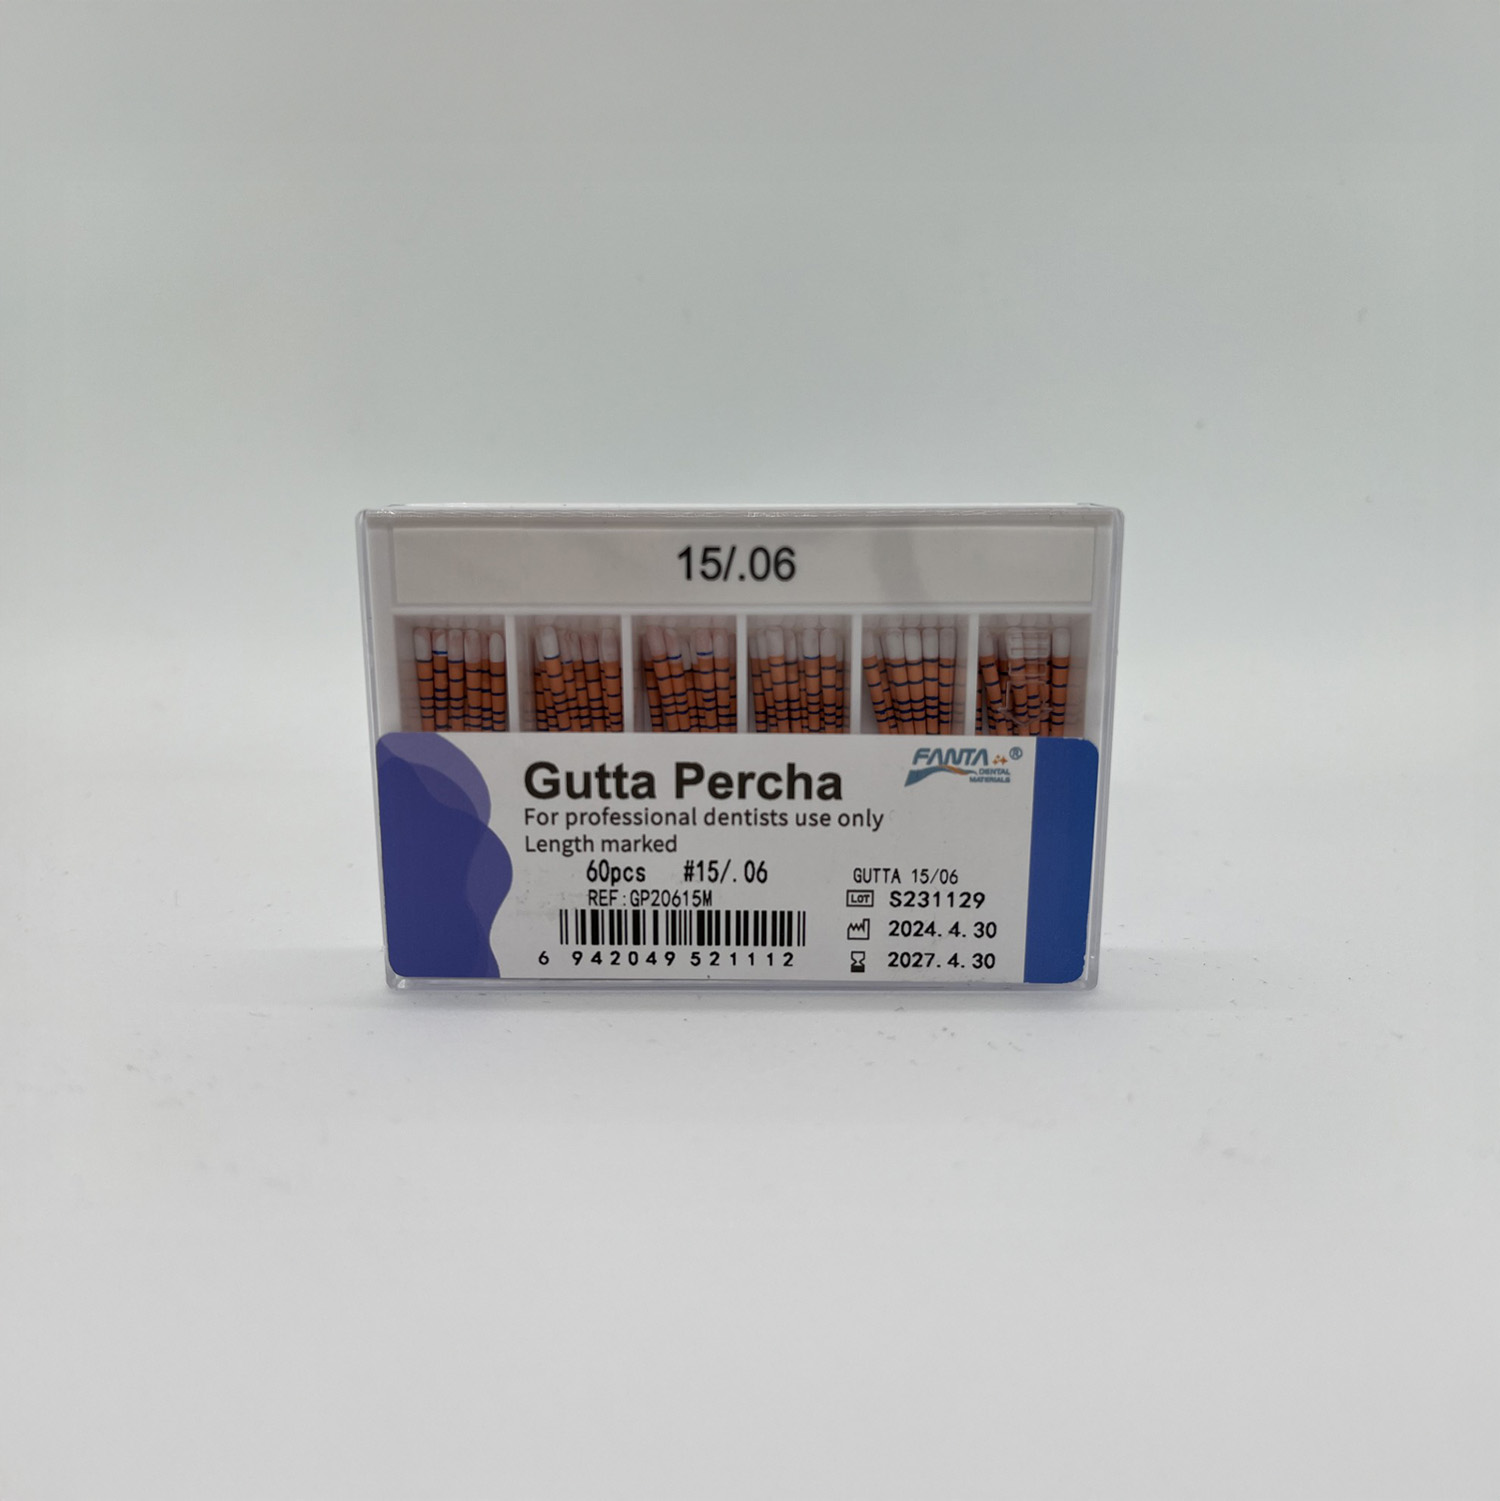 15/.06
Gutta Percha
FANTA ®
DENTAL
MATERIALS
For professional dentists use only
Length marked
60pcs #15/.06
REF:GP20615M
6 942049 521112
GUTTA 15/06
LOT S231129
2024.4.30
2027.4.30